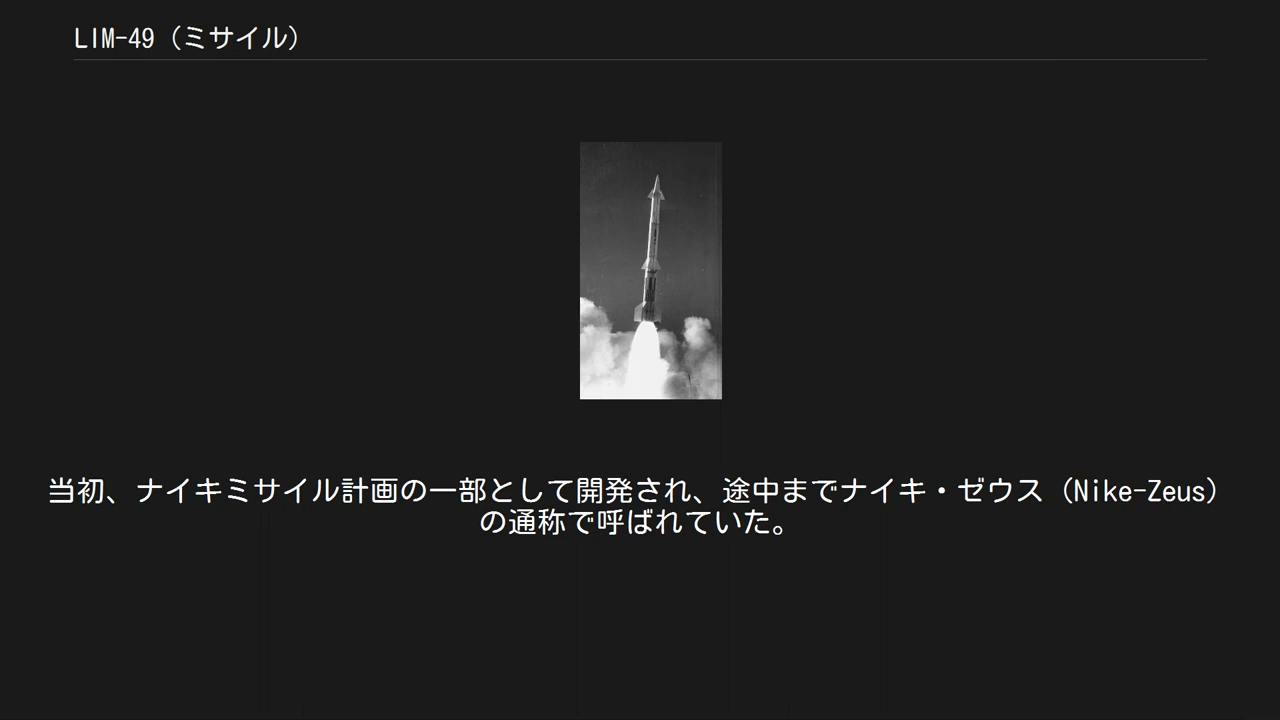 LIM-49（ミサイル）
当初、ナイキミサイル計画の一部として開発され、途中までナイキ・ゼウス（Nike-Zeus）
の通称で呼ばれていた。